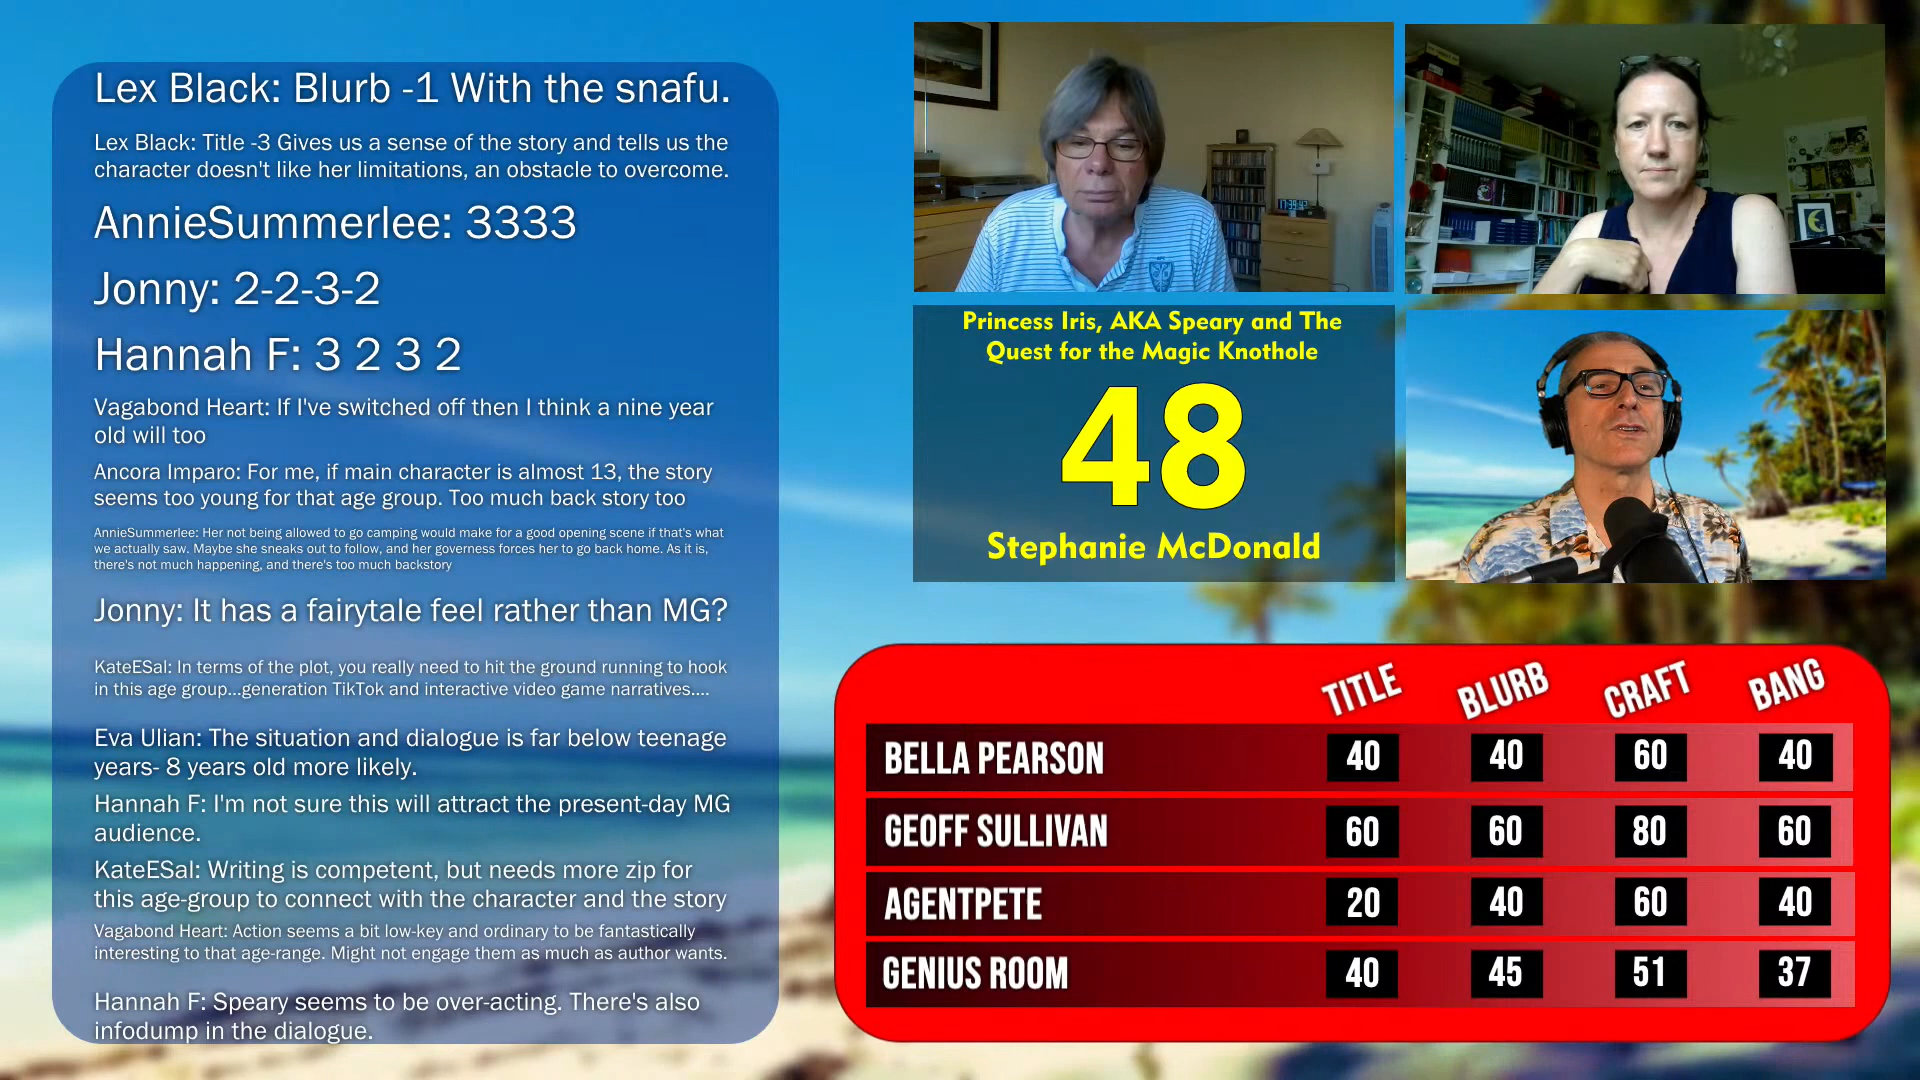 Lex Black: Blurb -1 With the snafu.
Lex Black: Title -3 Gives us a sense of the story and tells us the
character doesn't like her limitations, an obstacle to overcome.
AnnieSummerlee: 3333
Jonny: 2-2-3-2
Hannah F: 3 2 3 2
Vagabond Heart: If I've switched off then I think a nine year
old will too
Ancora Imparo: For me, if main character is almost 13, the story
seems too young for that age group. Too much back story too
AnnieSummerlee: Her not being allowed to go camping would make for a good opening scene if that's what
we actually saw. Maybe she sneaks out to follow, and her governess forces her to go back home. As it is,
there's not much happening, and there's too much backstory
Jonny: It has a fairytale feel rather than MG?
KateESal: In terms of the plot, you really need to hit the ground running to hook
in this age group...generation TikTok and interactive video game narratives....
Eva Ulian: The situation and dialogue is far below teenage
years- 8 years old more likely.
Hannah F: I'm not sure this will attract the present-day MG
audience.
KateESal: Writing is competent, but needs more zip for
this age-group to connect with the character and the story
Vagabond Heart: Action seems a bit low-key and ordinary to be fantastically
interesting to that age-range. Might not engage them as much as author wants.
Hannah F: Speary seems to be over-acting. There's also
infodump in the dialogue.
Princess Iris, AKA Speary and The
Quest for the Magic Knothole
48
Stephanie McDonald
TITLE BLURB CRAFT BANG
BELLA PEARSON 40 40 60 40
GEOFF SULLIVAN 60 60 80 60
AGENTPETE 20 40 60 40
GENIUS ROOM 40 45 51 37